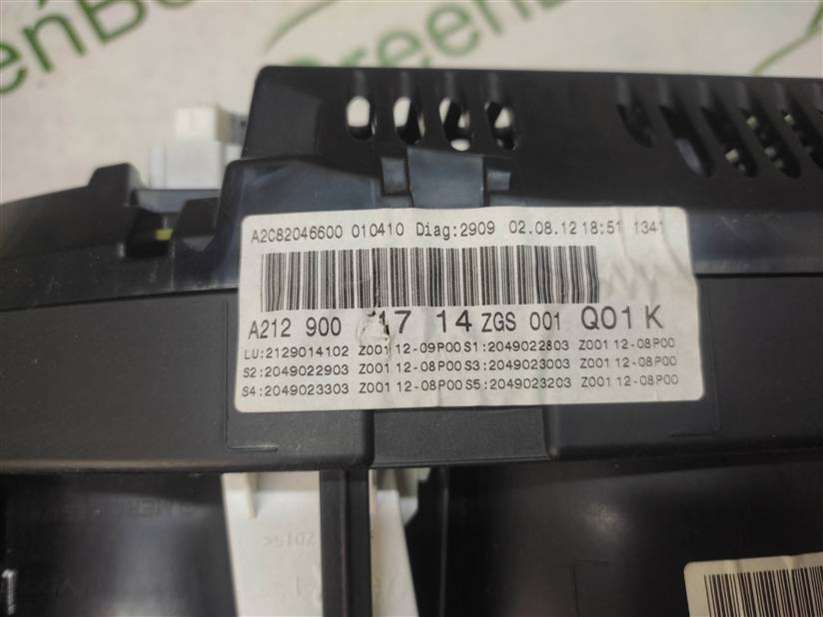 GreenBo
A2C82046600 010410 Diag:2909 02.08.12 18:51 1341
A212 900 17 14 ZGS 001 Q01 K
LU:2129014102 Z001 12-09P00 S1:2049022803 Z001 12-08P00
S2:2049022903 Z001 12-08P00 S3:2049023003 Z001 12-08P00
S4:2049023303 Z001 12-08P00 S5:2049023203 Z001 12-08P00